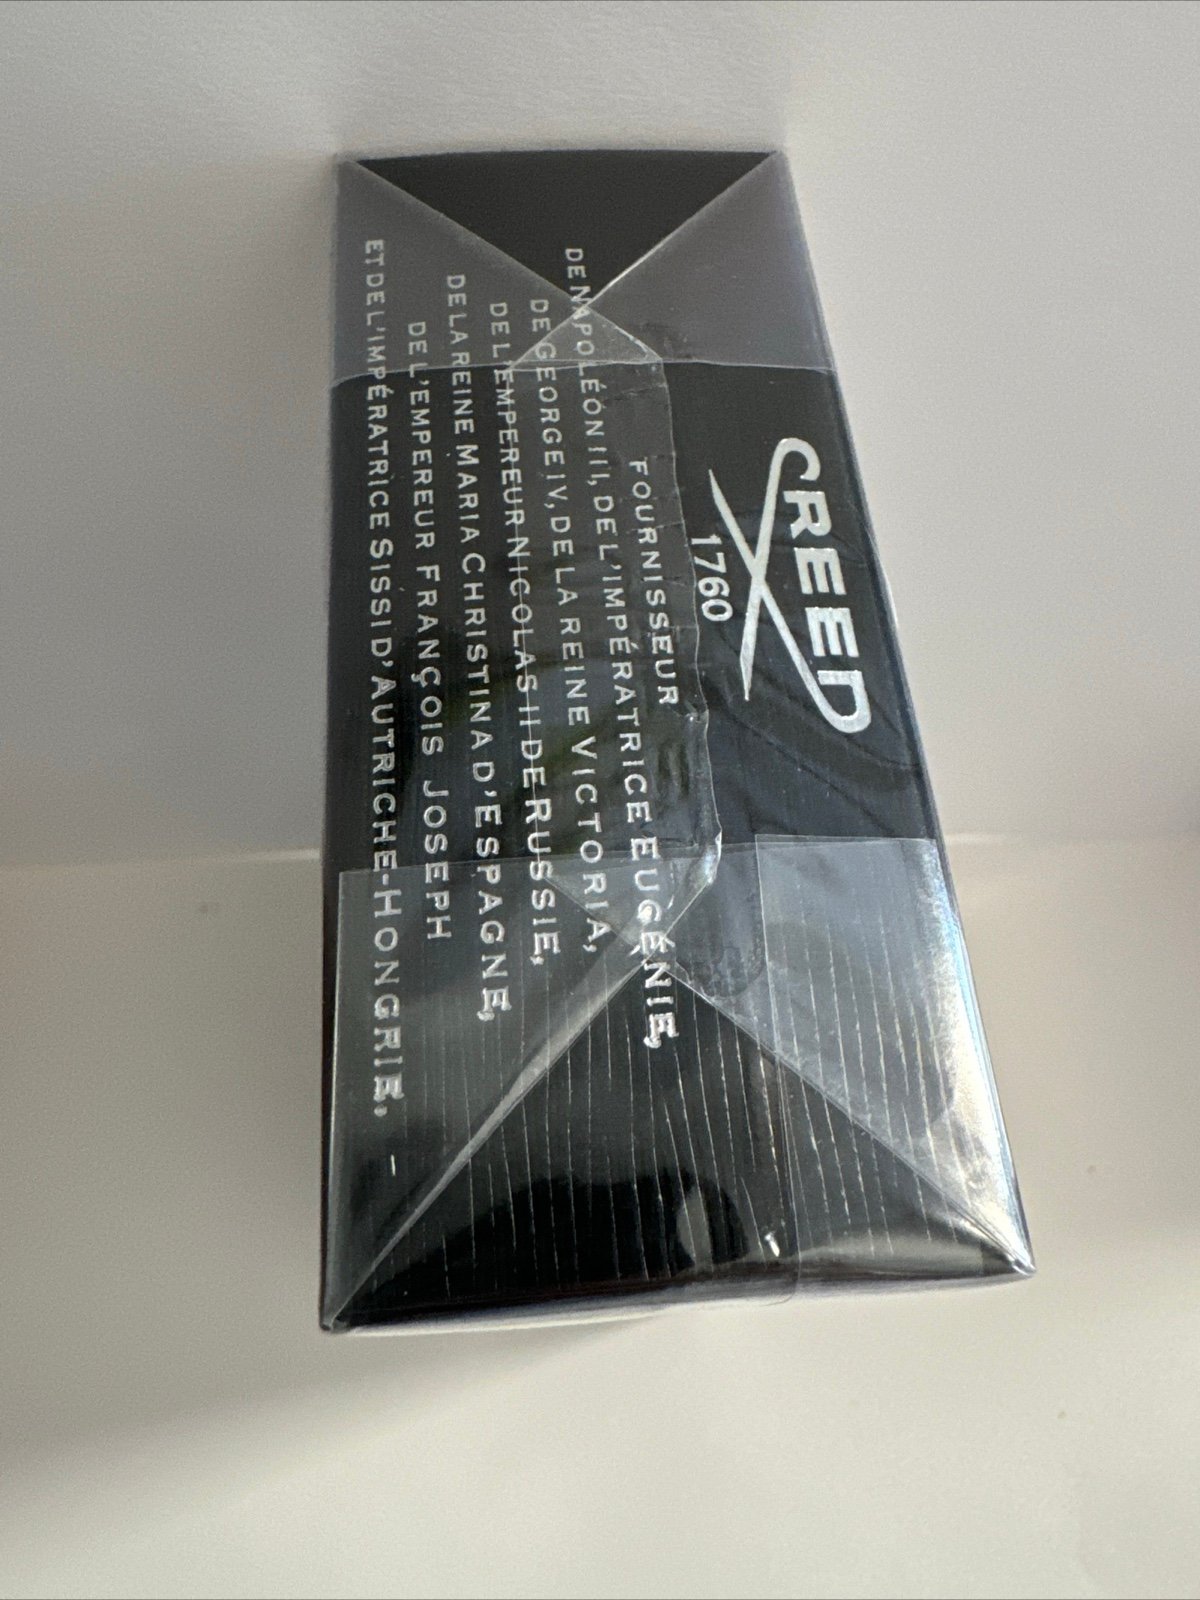 CREED
1760
FOURNISSEUR
DE NAPOLÉON III, DE L'IMPÉRATRICE EUGÉNIE,
DE GEORGE IV, DE LA REINE VICTORIA,
DE L'EMPEREUR NICOLAS II DE RUSSIE,
DE LA REINE MARIA CHRISTINA D'ESPAGNE,
DE L'EMPEREUR FRANÇOIS JOSEPH
ET DE L'IMPÉRATRICE SISSI D'AUTRICHE-HONGRIE.